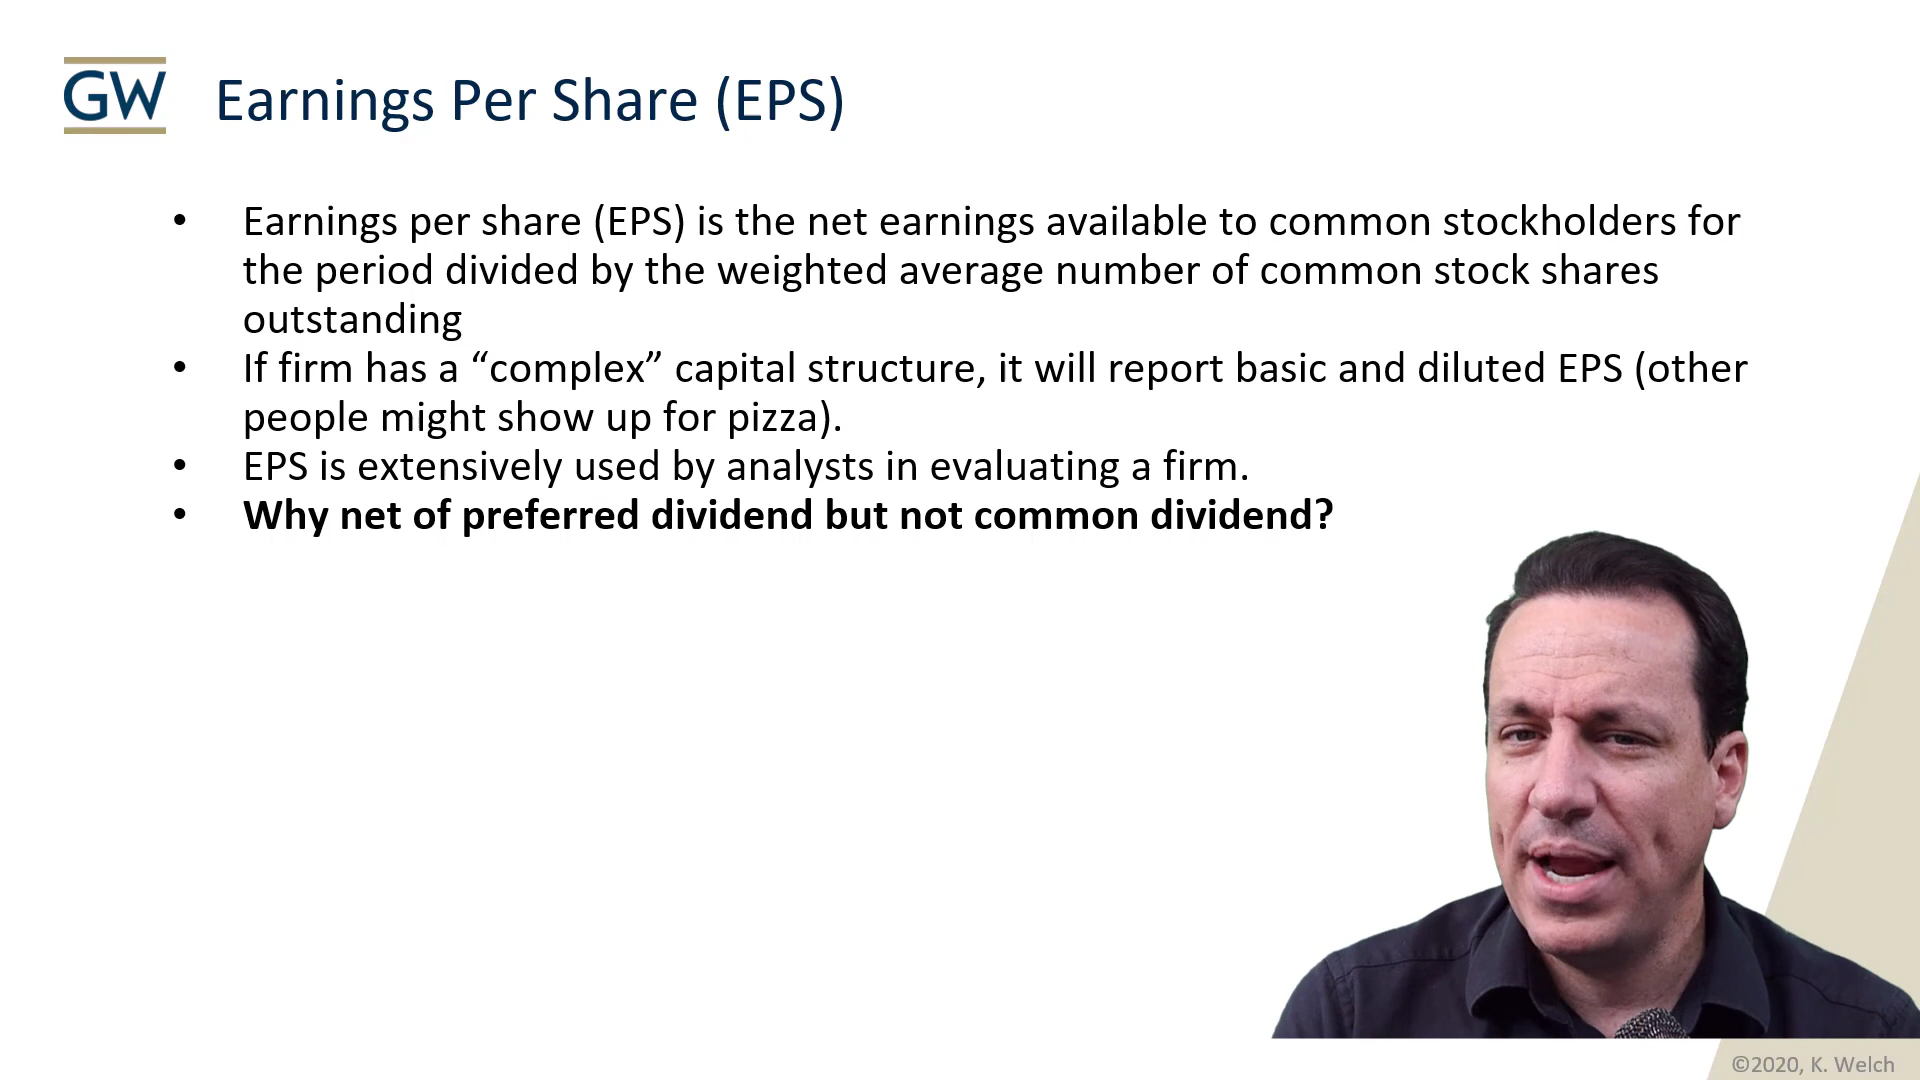 GW
Earnings Per Share (EPS)
• Earnings per share (EPS) is the net earnings available to common stockholders for
the period divided by the weighted average number of common stock shares
outstanding
• If firm has a “complex” capital structure, it will report basic and diluted EPS (other
people might show up for pizza).
• EPS is extensively used by analysts in evaluating a firm.
• Why net of preferred dividend but not common dividend?
©2020, K. Welch